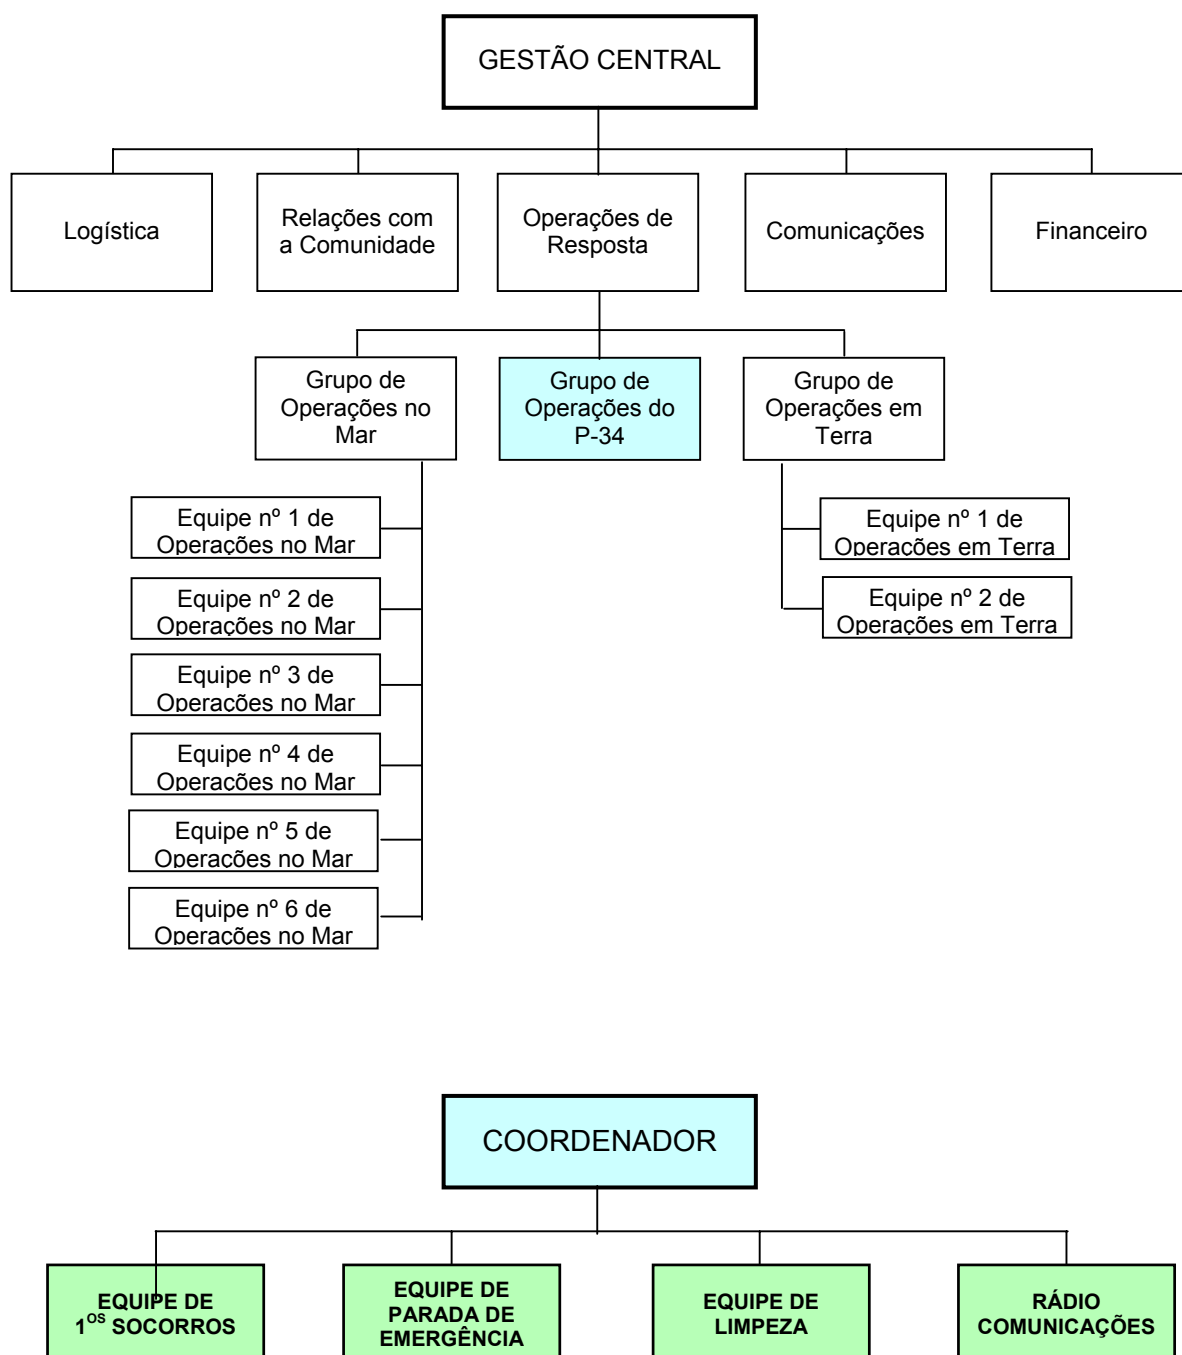 GESTÃO CENTRAL
Logística
Relações com
a Comunidade
Operações de
Resposta
Comunicações
Financeiro
Grupo de
Operações no
Mar
Grupo de
Operações do
P-34
Grupo de
Operações em
Terra
Equipe nº 1 de
Operações no Mar
Equipe nº 2 de
Operações no Mar
Equipe nº 3 de
Operações no Mar
Equipe nº 4 de
Operações no Mar
Equipe nº 5 de
Operações no Mar
Equipe nº 6 de
Operações no Mar
Equipe nº 1 de
Operações em Terra
Equipe nº 2 de
Operações em Terra
COORDENADOR
EQUIPE DE
1OS SOCORROS
EQUIPE DE
PARADA DE
EMERGÊNCIA
EQUIPE DE
LIMPEZA
RÁDIO
COMUNICAÇÕES